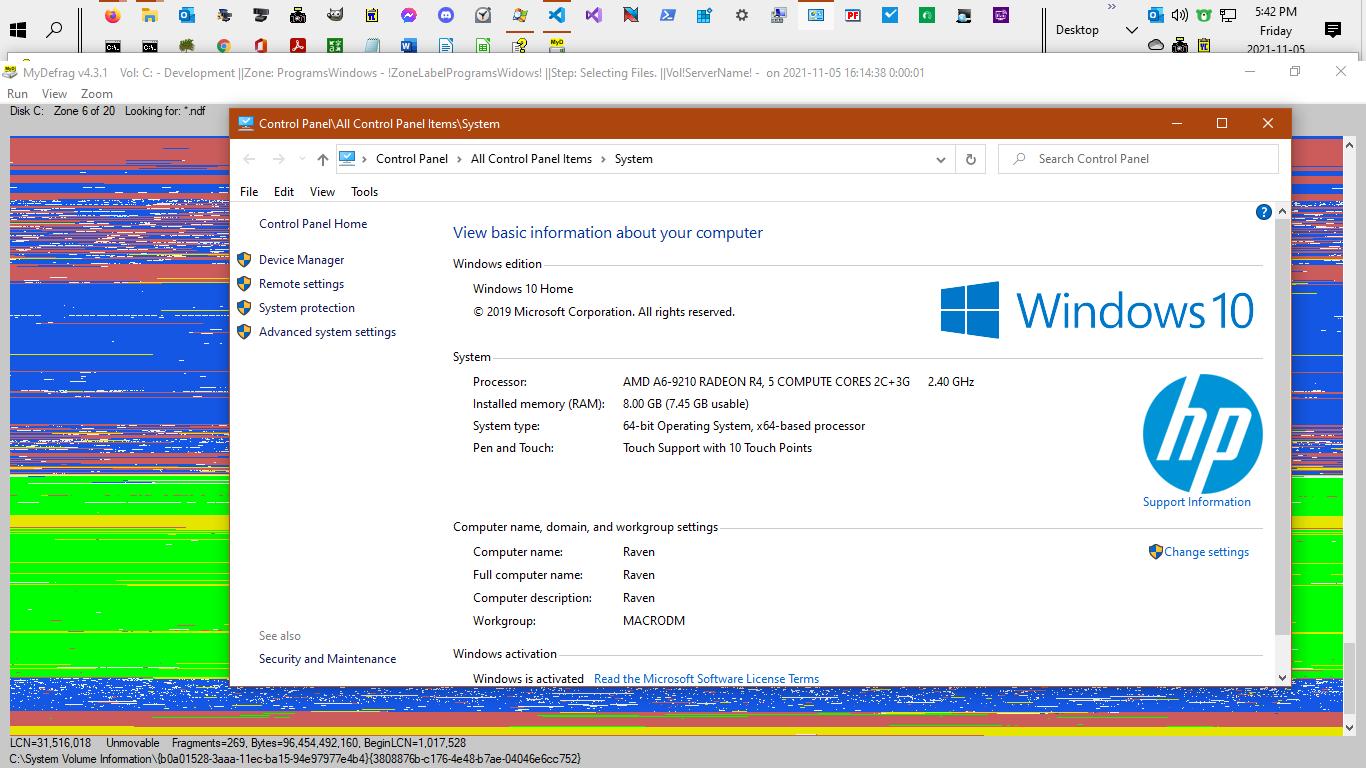 5:42 PM
Friday
2021-11-05
Desktop
MyDefrag v4.3.1 Vol: C: - Development ||Zone: ProgramsWindows - !ZoneLabelProgramsWidows! ||Step: Selecting Files. ||Vol!ServerName! - on 2021-11-05 16:14:38 0:00:01
Run View Zoom
Disk C: Zone 6 of 20 Looking for: *.ndf
Control Panel\All Control Panel Items\System
Control Panel > All Control Panel Items > System
Search Control Panel
File Edit View Tools
Control Panel Home
Device Manager
Remote settings
System protection
Advanced system settings
See also
Security and Maintenance
View basic information about your computer
Windows edition
Windows 10 Home
© 2019 Microsoft Corporation. All rights reserved.
Windows 10
System
Processor: AMD A6-9210 RADEON R4, 5 COMPUTE CORES 2C+3G 2.40 GHz
Installed memory (RAM): 8.00 GB (7.45 GB usable)
System type: 64-bit Operating System, x64-based processor
Pen and Touch: Touch Support with 10 Touch Points
hp
Support Information
Computer name, domain, and workgroup settings
Computer name: Raven
Change settings
Full computer name: Raven
Computer description: Raven
Workgroup: MACRODM
Windows activation
Windows is activated Read the Microsoft Software License Terms
LCN=31,516,018 Unmovable Fragments=269, Bytes=96,454,492,160, BeginLCN=1,017,528
C:\System Volume Information\{b0a01528-3aaa-11ec-ba15-94e97977e4b4}{3808876b-c176-4e48-b7ae-04046e6cc752}